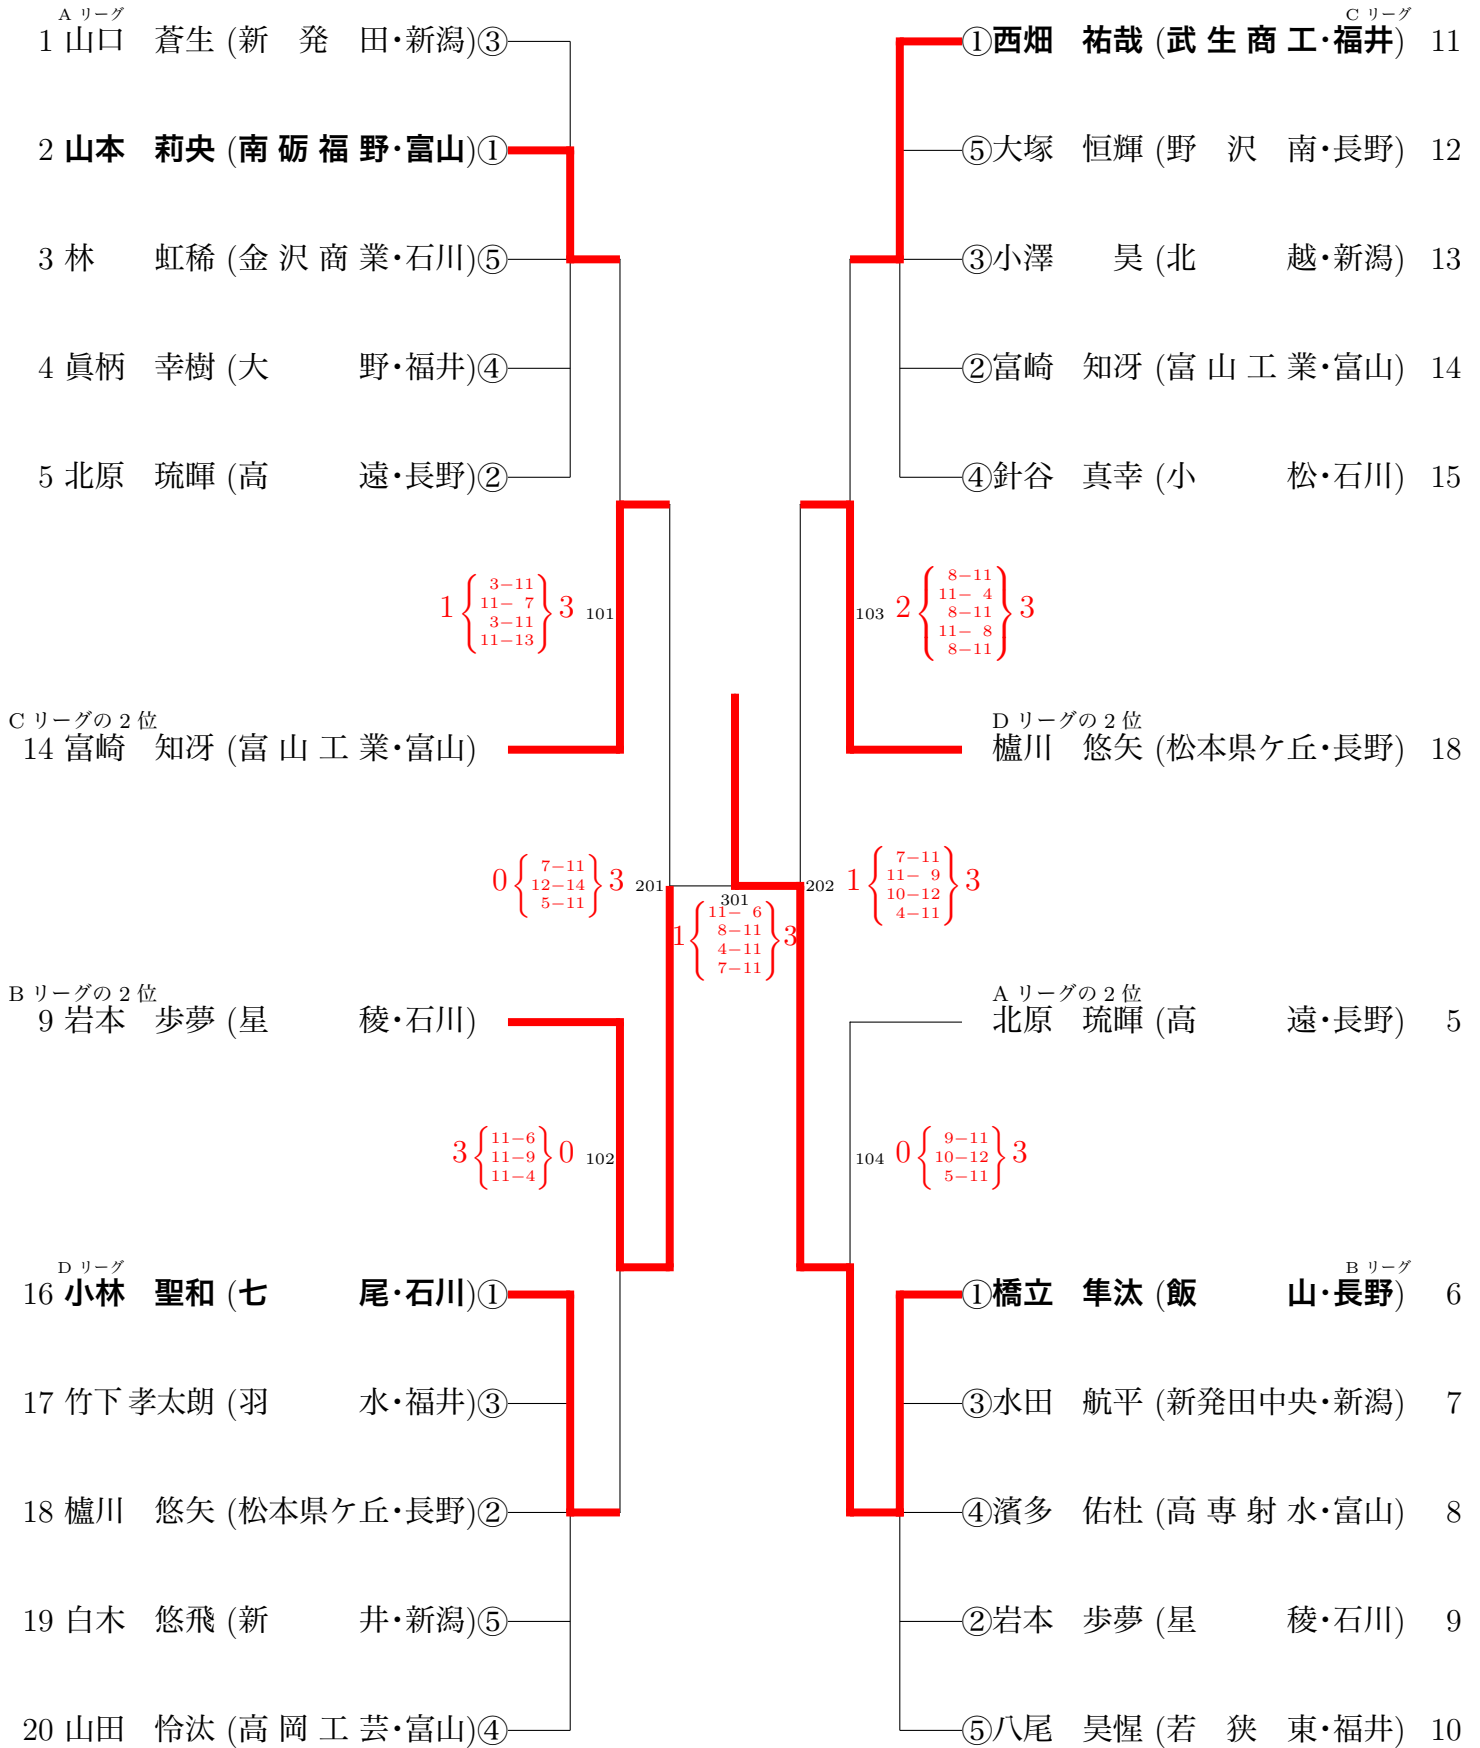 A リーグ
1 山口 蒼生 (新 発 田・新潟)③
2 山本 莉央 (南 砺 福 野・富山)①
3 林 虹稀 (金 沢 商 業・石川)⑤
4 眞柄 幸樹 (大 野・福井)④
5 北原 琉暉 (高 遠・長野)②
C リーグ
①西畑 祐哉 (武 生 商 工・福井) 11
⑤大塚 恒輝 (野 沢 南・長野) 12
③小澤 昊 (北 越・新潟) 13
②富崎 知冴 (富 山 工 業・富山) 14
④針谷 真幸 (小 松・石川) 15
1 3 101
3-11
11- 7
3-11
11-13
103 2 3
8-11
11- 4
8-11
11- 8
8-11
C リーグの 2 位
14 富崎 知冴 (富 山 工 業・富山)
D リーグの 2 位
櫨川 悠矢 (松本県ケ丘・長野) 18
0 3 201
7-11
12-14
5-11
301
1 3
11- 6
8-11
4-11
7-11
202 1 3
7-11
11- 9
10-12
4-11
B リーグの 2 位
9 岩本 歩夢 (星 稜・石川)
A リーグの 2 位
北原 琉暉 (高 遠・長野) 5
3 0 102
11-6
11-9
11-4
104 0 3
9-11
10-12
5-11
D リーグ
16 小林 聖和 (七 尾・石川)①
17 竹下 孝太朗 (羽 水・福井)③
18 櫨川 悠矢 (松本県ケ丘・長野)②
19 白木 悠飛 (新 井・新潟)⑤
20 山田 怜汰 (高 岡 工 芸・富山)④
B リーグ
①橋立 隼汰 (飯 山・長野) 6
③水田 航平 (新発田中央・新潟) 7
④濱多 佑杜 (高 専 射 水・富山) 8
②岩本 歩夢 (星 稜・石川) 9
⑤八尾 昊惺 (若 狭 東・福井) 10